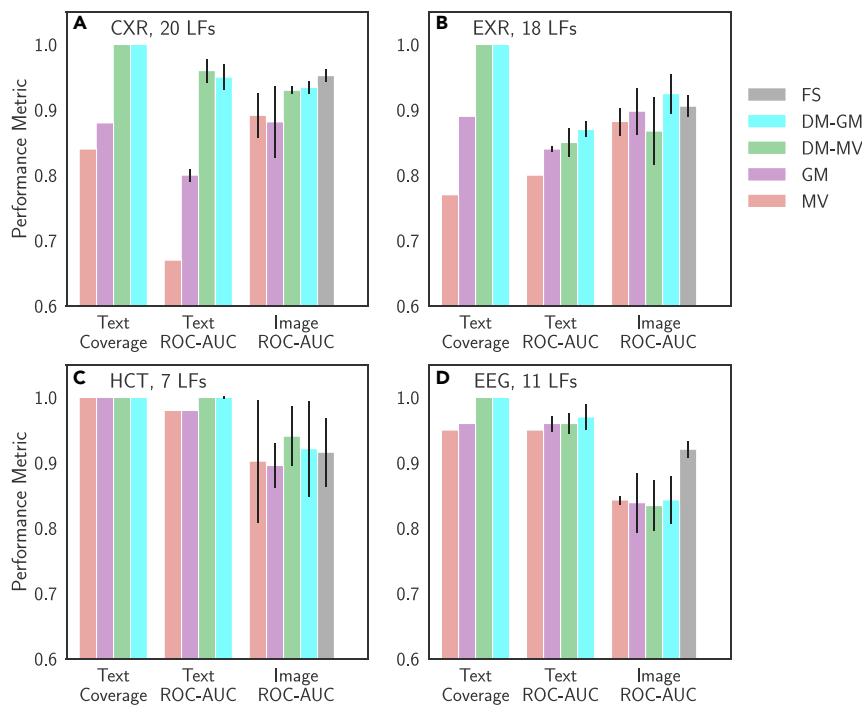 A CXR, 20 LFs
Performance Metric
1.0
0.9
0.8
0.7
0.6
Text Coverage
Text ROC-AUC
Image ROC-AUC
B EXR, 18 LFs
1.0
0.9
0.8
0.7
0.6
Text Coverage
Text ROC-AUC
Image ROC-AUC
FS
DM-GM
DM-MV
GM
MV
C HCT, 7 LFs
Performance Metric
1.0
0.9
0.8
0.7
0.6
Text Coverage
Text ROC-AUC
Image ROC-AUC
D EEG, 11 LFs
1.0
0.9
0.8
0.7
0.6
Text Coverage
Text ROC-AUC
Image ROC-AUC